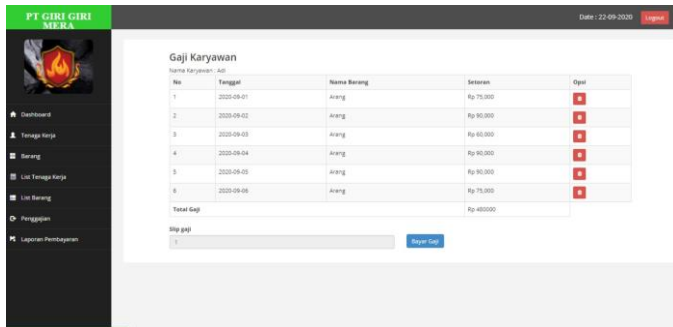 PT GIRI GIRI
MERA
Date : 22-09-2020 Logout
Dashboard
Tenaga Kerja
Barang
List Tenaga Kerja
List Barang
Penggajian
Laporan Pembayaran
Gaji Karyawan
Nama Karyawan : Adi
No Tanggal Nama Barang Setoran Opsi
1 2020-09-01 Arang Rp 75,000
2 2020-09-02 Arang Rp 90,000
3 2020-09-03 Arang Rp 60,000
4 2020-09-04 Arang Rp 90,000
5 2020-09-05 Arang Rp 90,000
6 2020-09-06 Arang Rp 75,000
Total Gaji Rp 480000
Slip gaji
1 Bayar Gaji